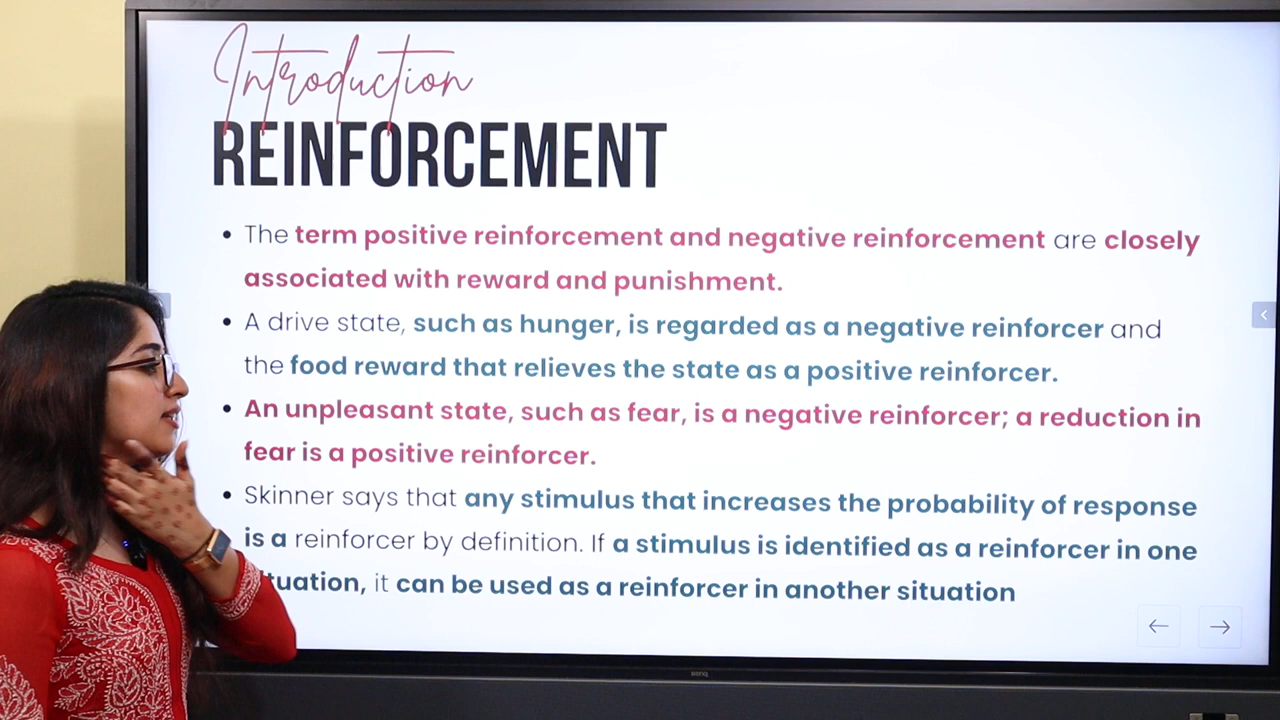 Introduction
REINFORCEMENT
• The term positive reinforcement and negative reinforcement are closely
associated with reward and punishment.
• A drive state, such as hunger, is regarded as a negative reinforcer and
the food reward that relieves the state as a positive reinforcer.
• An unpleasant state, such as fear, is a negative reinforcer; a reduction in
fear is a positive reinforcer.
• Skinner says that any stimulus that increases the probability of response
is a reinforcer by definition. If a stimulus is identified as a reinforcer in one
tuation, it can be used as a reinforcer in another situation
BenQ